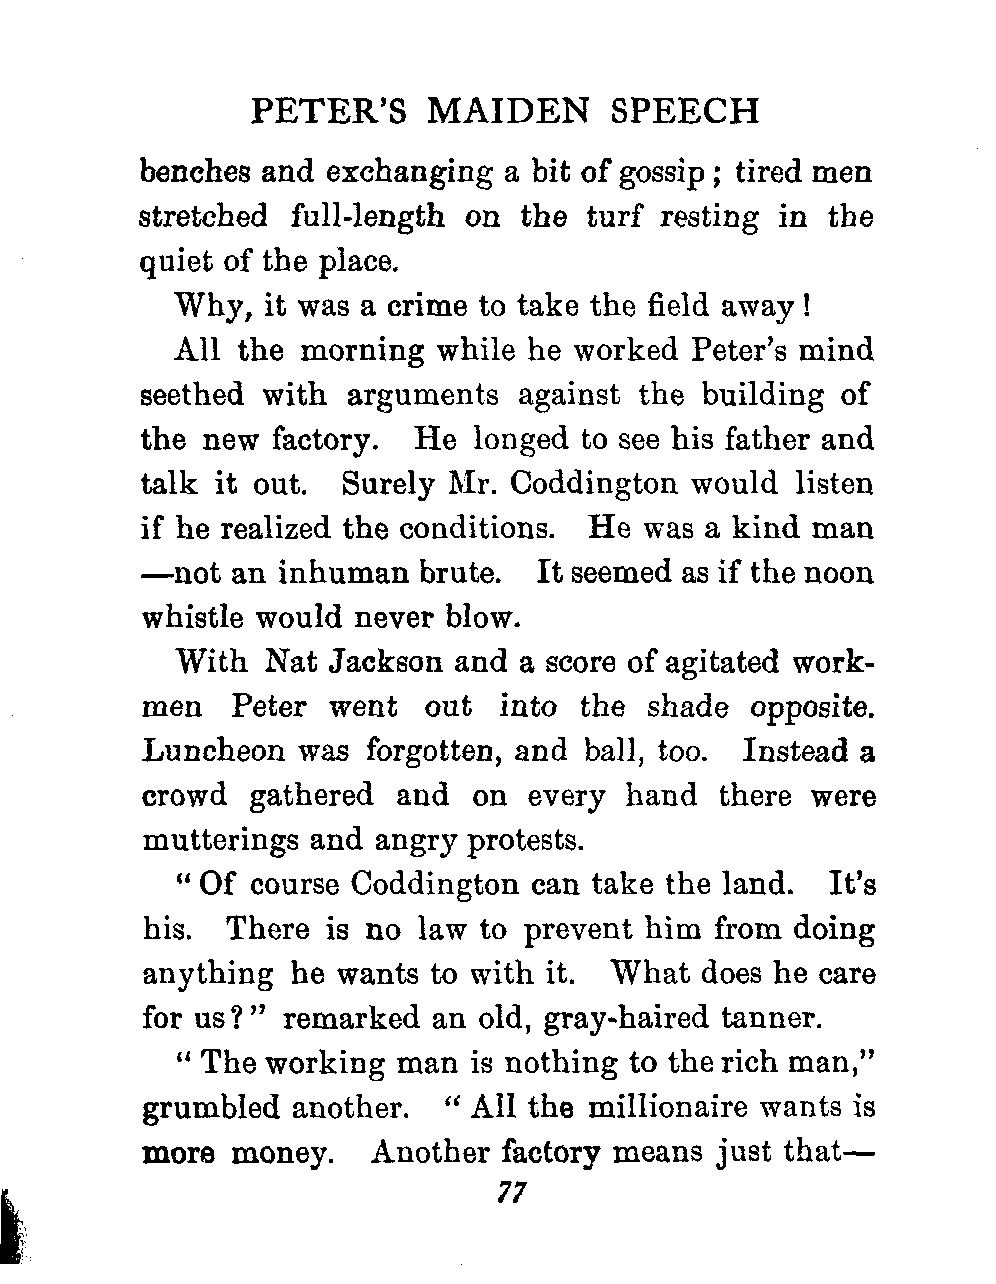 PETER'S MAIDEN SPEECH
benches and exchanging a bit of gossip; tired men
stretched full-length on the turf resting in the
quiet of the place.
Why, it was a crime to take the field away!
All the morning while he worked Peter's mind
seethed with arguments against the building of
the new factory. He longed to see his father and
talk it out. Surely Mr. Coddington would listen
if he realized the conditions. He was a kind man
—not an inhuman brute. It seemed as if the noon
whistle would never blow.
With Nat Jackson and a score of agitated work-
men Peter went out into the shade opposite.
Luncheon was forgotten, and ball, too. Instead a
crowd gathered and on every hand there were
mutterings and angry protests.
"Of course Coddington can take the land. It's
his. There is no law to prevent him from doing
anything he wants to with it. What does he care
for us?" remarked an old, gray-haired tanner.
"The working man is nothing to the rich man,"
grumbled another. "All the millionaire wants is
more money. Another factory means just that—
77